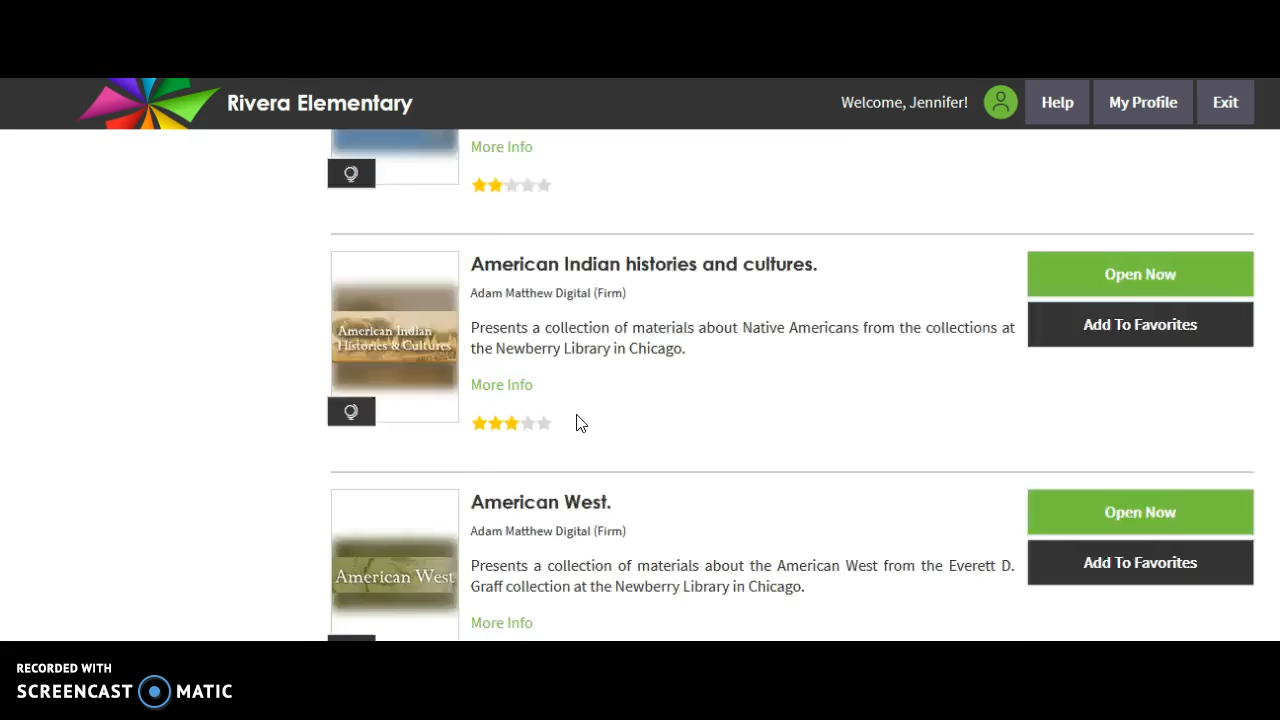 Rivera Elementary
Welcome, Jennifer!
Help
My Profile
Exit
More Info
American Indian histories and cultures.
Adam Matthew Digital (Firm)
Presents a collection of materials about Native Americans from the collections at
the Newberry Library in Chicago.
More Info
Open Now
Add To Favorites
American Indian
Histories & Cultures
American West.
Adam Matthew Digital (Firm)
Presents a collection of materials about the American West from the Everett D.
Graff collection at the Newberry Library in Chicago.
More Info
Open Now
Add To Favorites
American West
RECORDED WITH
SCREENCAST MATIC